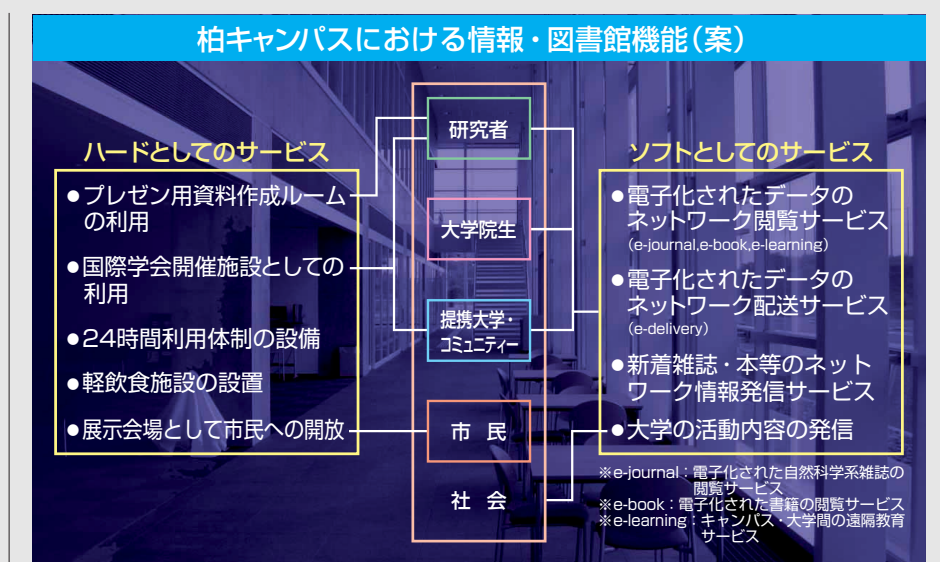 柏キャンパスにおける情報・図書館機能(案)
ハードとしてのサービス
●プレゼン用資料作成ルーム
の利用
●国際学会開催施設としての
利用
●24時間利用体制の設備
●軽飲食施設の設置
●展示会場として市民への開放
研究者
大学院生
提携大学・
コミュニティー
市 民
社 会
ソフトとしてのサービス
●電子化されたデータの
ネットワーク閲覧サービス
(e-journal,e-book,e-learning)
●電子化されたデータの
ネットワーク配送サービス
(e-delivery)
●新着雑誌・本等のネット
ワーク情報発信サービス
●大学の活動内容の発信
※e-journal:電子化された自然科学系雑誌の
閲覧サービス
※e-book:電子化された書籍の閲覧サービス
※e-learning:キャンパス・大学間の遠隔教育
サービス